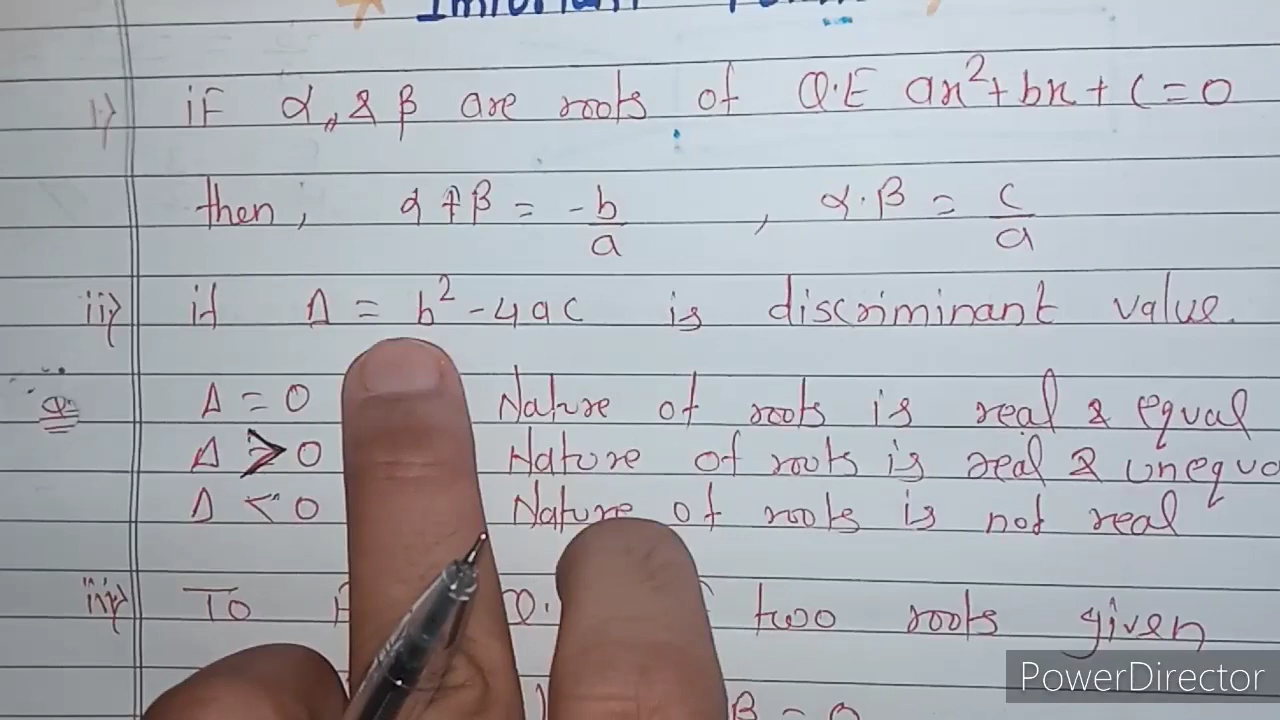 i.) if α, & β are roots of Q.E ax²+bx+c=0
then, α+β = -b/a , α.β = c/a
ii) if Δ = b²-4ac is discriminant value.
Δ = 0 Nature of roots is real & equal
Δ > 0 Nature of roots is real & unequa
Δ < 0 Nature of roots is not real
iii) To two roots given
β = 0
PowerDirector